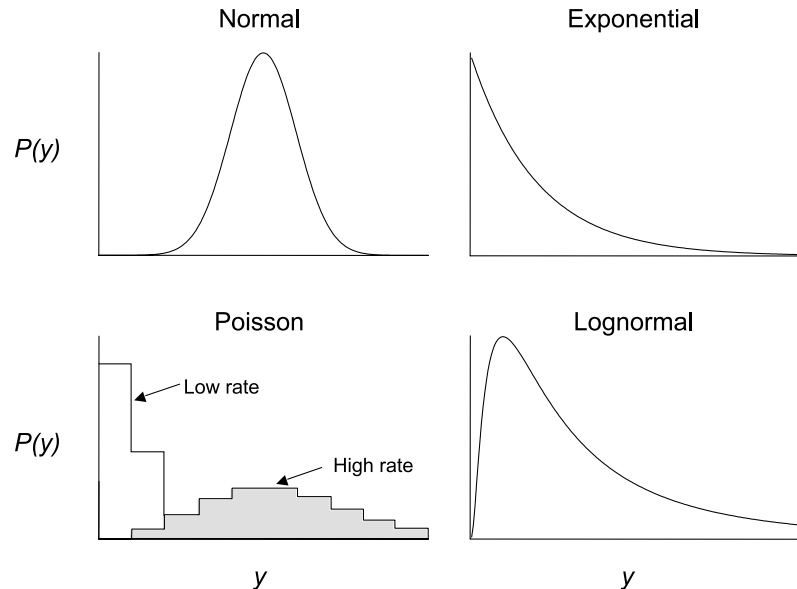 Normal
Exponential
P(y)
Poisson
Lognormal
Low rate
P(y)
High rate
y
y